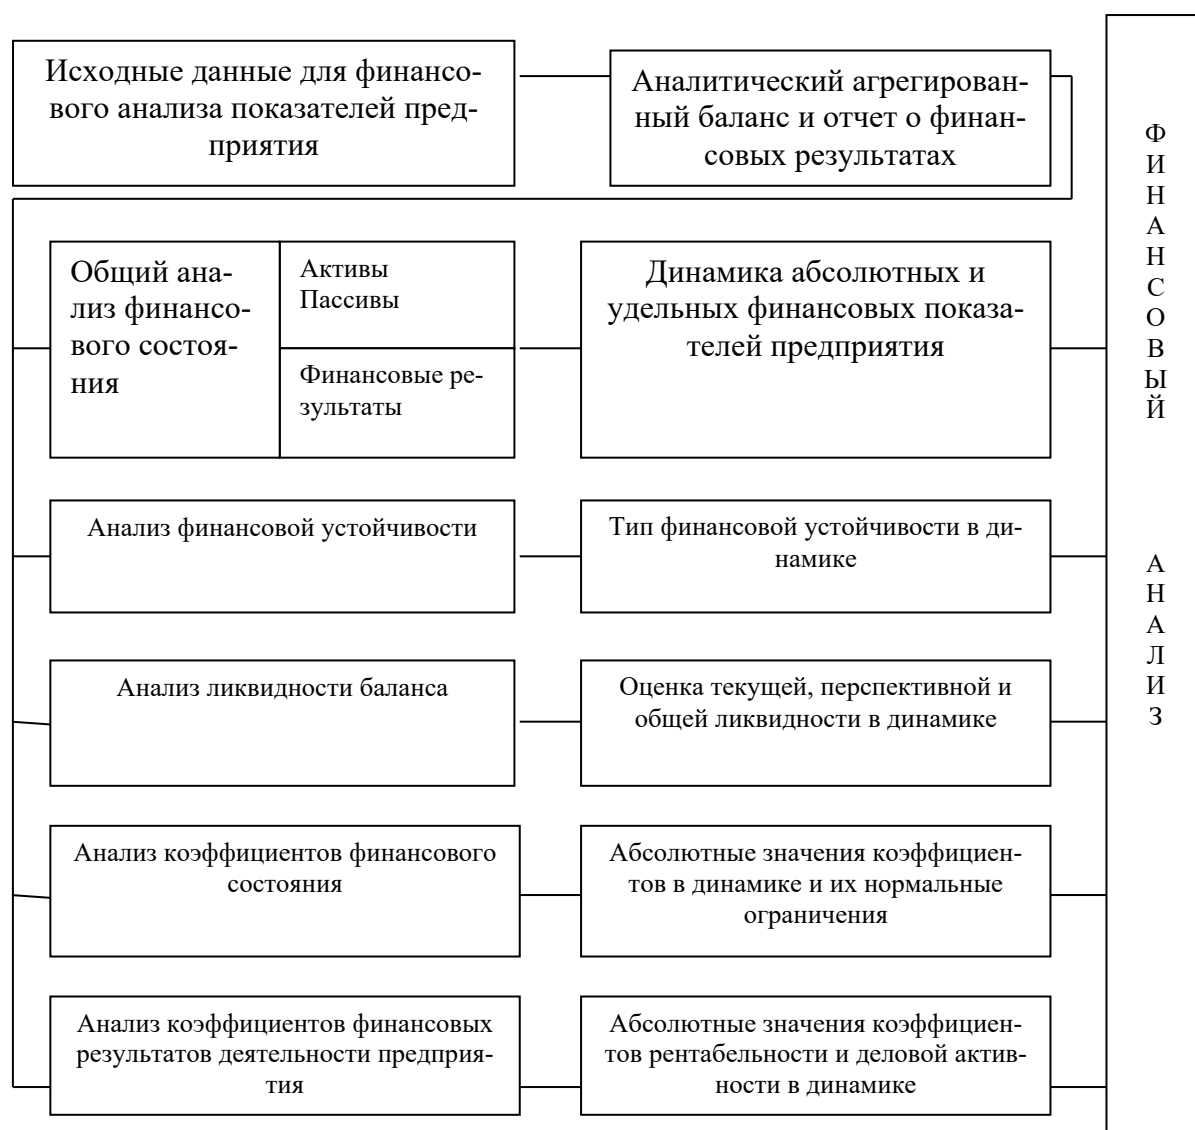 Исходные данные для финансо-
вого анализа показателей пред-
приятия
Аналитический агрегирован-
ный баланс и отчет о финан-
совых результатах
Общий ана-
лиз финансо-
вого состоя-
ния
Активы
Пассивы
Финансовые ре-
зультаты
Динамика абсолютных и
удельных финансовых показа-
телей предприятия
Анализ финансовой устойчивости
Тип финансовой устойчивости в ди-
намике
Анализ ликвидности баланса
Оценка текущей, перспективной и
общей ликвидности в динамике
Анализ коэффициентов финансового
состояния
Абсолютные значения коэффициен-
тов в динамике и их нормальные
ограничения
Анализ коэффициентов финансовых
результатов деятельности предприя-
тия
Абсолютные значения коэффициен-
тов рентабельности и деловой актив-
ности в динамике
Ф
И
Н
А
Н
С
О
В
Ы
Й
А
Н
А
Л
И
З